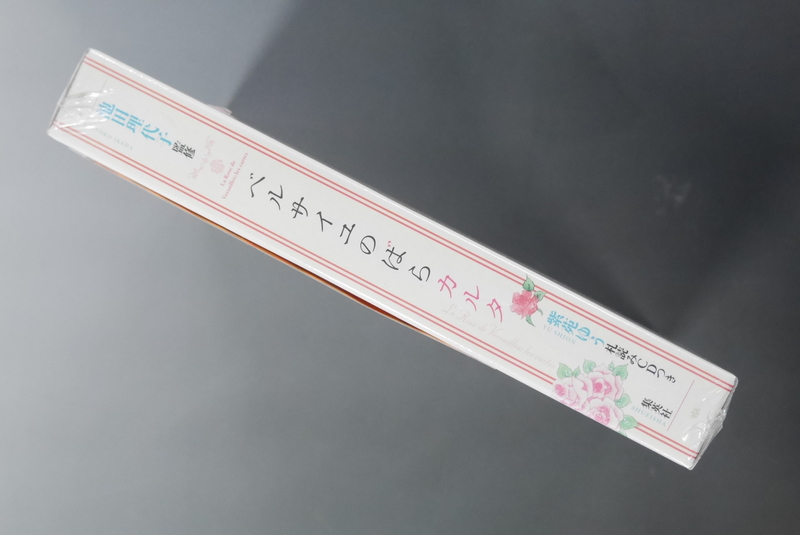 池田理代子 監修
ベルサイユのばら カルタ
紫苑ゆう 札読みCDつき
集英社